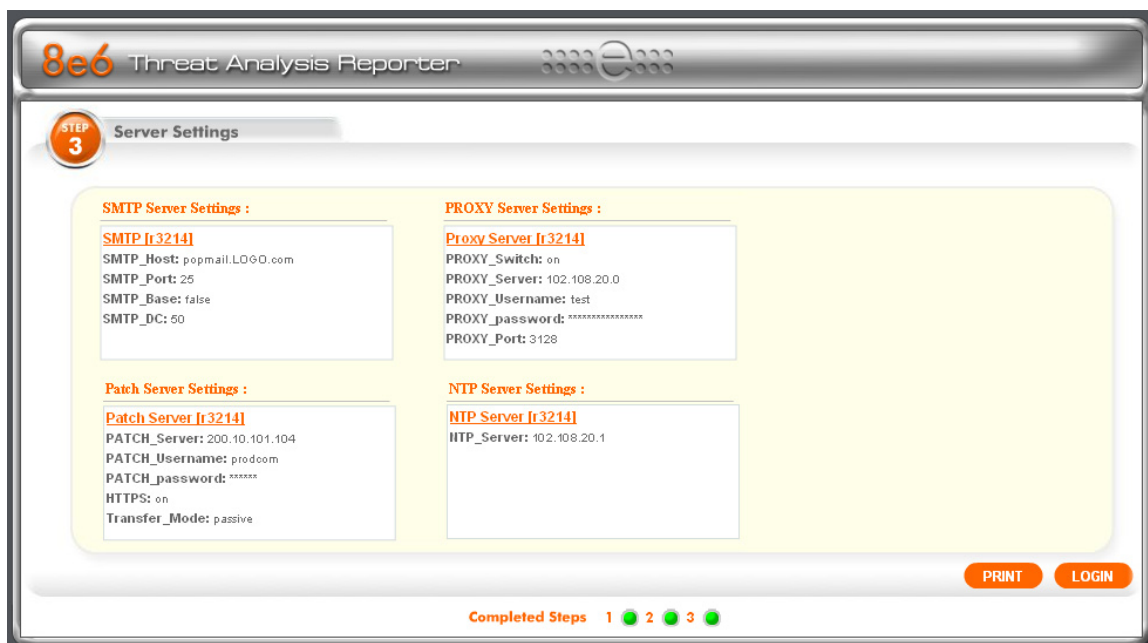 8e6 Threat Analysis Reporter
STEP 3
Server Settings
SMTP Server Settings :
SMTP [r3214]
SMTP_Host: popmail.LOGO.com
SMTP_Port: 25
SMTP_Base: false
SMTP_DC: 50
PROXY Server Settings :
Proxy Server [r3214]
PROXY_Switch: on
PROXY_Server: 102.108.20.0
PROXY_Username: test
PROXY_password: ***************
PROXY_Port: 3128
Patch Server Settings :
Patch Server [r3214]
PATCH_Server: 200.10.101.104
PATCH_Username: prodcom
PATCH_password: ******
HTTPS: on
Transfer_Mode: passive
NTP Server Settings :
NTP Server [r3214]
NTP_Server: 102.108.20.1
PRINT LOGIN
Completed Steps 1 2 3